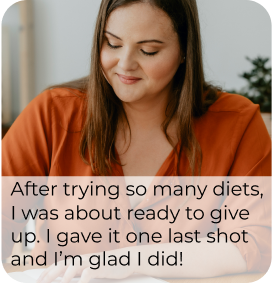 After trying so many diets,
I was about ready to give
up. I gave it one last shot
and I'm glad I did!